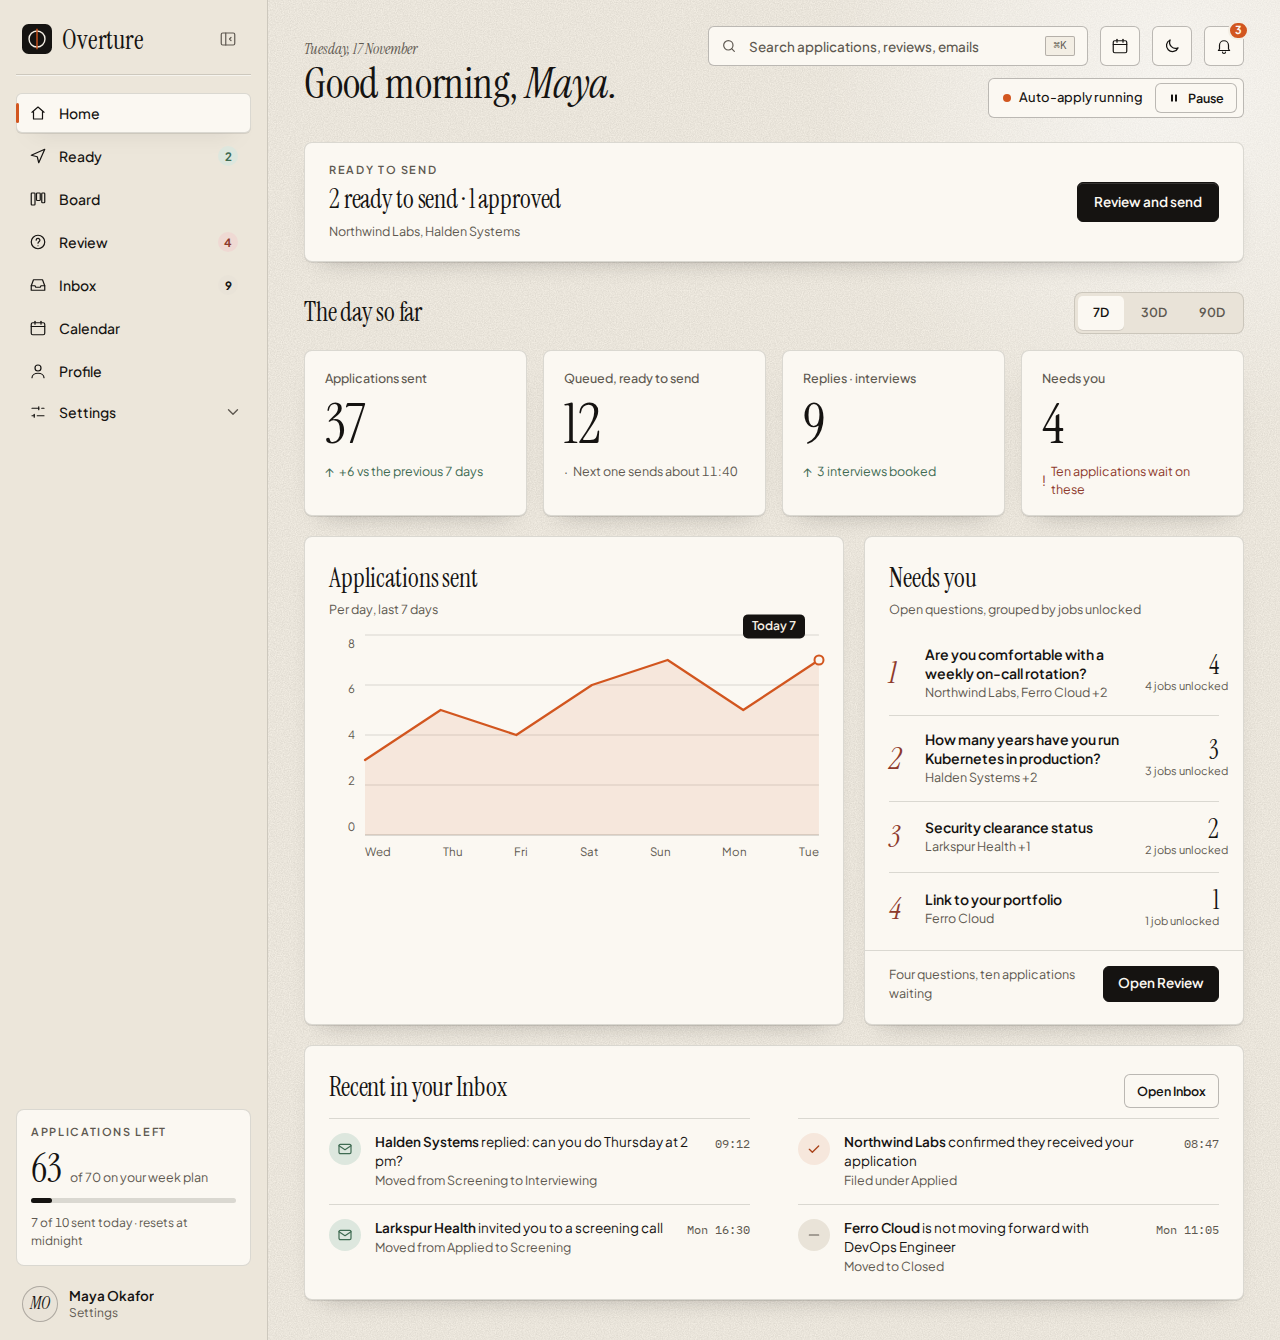 Overture
Home
Ready 2
Board
Review 4
Inbox 9
Calendar
Profile
Settings
APPLICATIONS LEFT
63 of 70 on your week plan
7 of 10 sent today · resets at
midnight
MO
Maya Okafor
Settings
Tuesday, 17 November
Good morning, Maya.
Search applications, reviews, emails ⌘K
3
Auto-apply running
Pause
READY TO SEND
2 ready to send · 1 approved
Northwind Labs, Halden Systems
Review and send
The day so far
7D 30D 90D
Applications sent
37
↑ +6 vs the previous 7 days
Queued, ready to send
12
· Next one sends about 11:40
Replies · interviews
9
↑ 3 interviews booked
Needs you
4
! Ten applications wait on
these
Applications sent
Per day, last 7 days
Today 7
8
6
4
2
0
Wed Thu Fri Sat Sun Mon Tue
Needs you
Open questions, grouped by jobs unlocked
1
Are you comfortable with a
weekly on-call rotation?
Northwind Labs, Ferro Cloud +2
4
4 jobs unlocked
2
How many years have you run
Kubernetes in production?
Halden Systems +2
3
3 jobs unlocked
3
Security clearance status
Larkspur Health +1
2
2 jobs unlocked
4
Link to your portfolio
Ferro Cloud
1
1 job unlocked
Four questions, ten applications
waiting
Open Review
Recent in your Inbox
Open Inbox
Halden Systems replied: can you do Thursday at 2
pm?
Moved from Screening to Interviewing
09:12
Northwind Labs confirmed they received your
application
Filed under Applied
08:47
Larkspur Health invited you to a screening call
Moved from Applied to Screening
Mon 16:30
Ferro Cloud is not moving forward with
DevOps Engineer
Moved to Closed
Mon 11:05